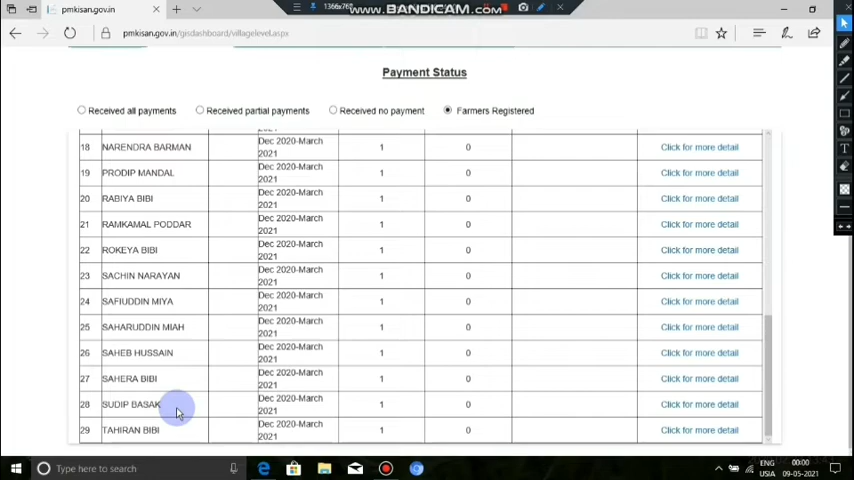 pmkisan.gov.in
1366x768
www.BANDICAM.com
pmkisan.gov.in/gisdashboard/villagelevel.aspx
Payment Status
Received all payments Received partial payments Received no payment Farmers Registered
18 NARENDRA BARMAN Dec 2020-March 2021 1 0 Click for more detail
19 PRODIP MANDAL Dec 2020-March 2021 1 0 Click for more detail
20 RABIYA BIBI Dec 2020-March 2021 1 0 Click for more detail
21 RAMKAMAL PODDAR Dec 2020-March 2021 1 0 Click for more detail
22 ROKEYA BIBI Dec 2020-March 2021 1 0 Click for more detail
23 SACHIN NARAYAN Dec 2020-March 2021 1 0 Click for more detail
24 SAFIUDDIN MIYA Dec 2020-March 2021 1 0 Click for more detail
25 SAHARUDDIN MIAH Dec 2020-March 2021 1 0 Click for more detail
26 SAHEB HUSSAIN Dec 2020-March 2021 1 0 Click for more detail
27 SAHERA BIBI Dec 2020-March 2021 1 0 Click for more detail
28 SUDIP BASAK Dec 2020-March 2021 1 0 Click for more detail
29 TAHIRAN BIBI Dec 2020-March 2021 1 0 Click for more detail
Type here to search
ENG 00:00
USIA 09-05-2021